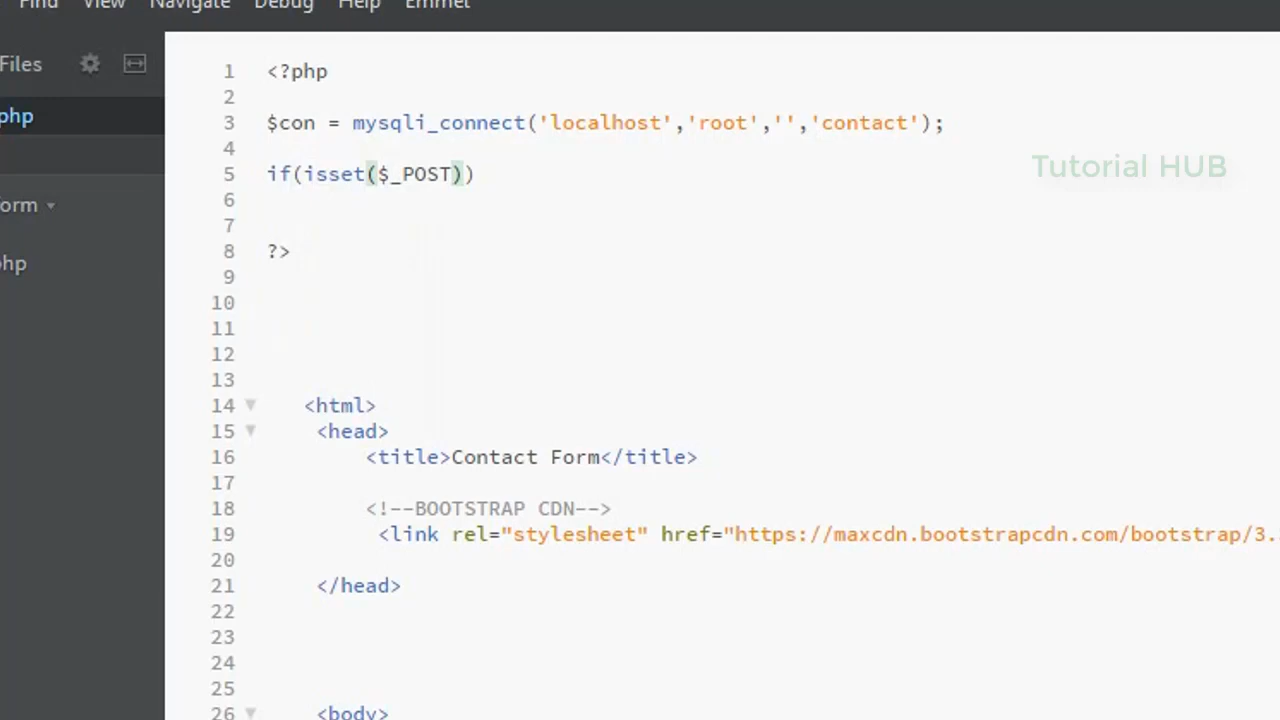 Find View Navigate Debug Help Emmet
Files
php
orm
hp
1 <?php
2
3 $con = mysqli_connect('localhost','root','','contact');
4
5 if(isset($_POST))
6
7
8 ?>
9
10
11
12
13
14 <html>
15 <head>
16 <title>Contact Form</title>
17
18 <!--BOOTSTRAP CDN-->
19 <link rel="stylesheet" href="https://maxcdn.bootstrapcdn.com/bootstrap/3.
20
21 </head>
22
23
24
25
26 <body>
Tutorial HUB